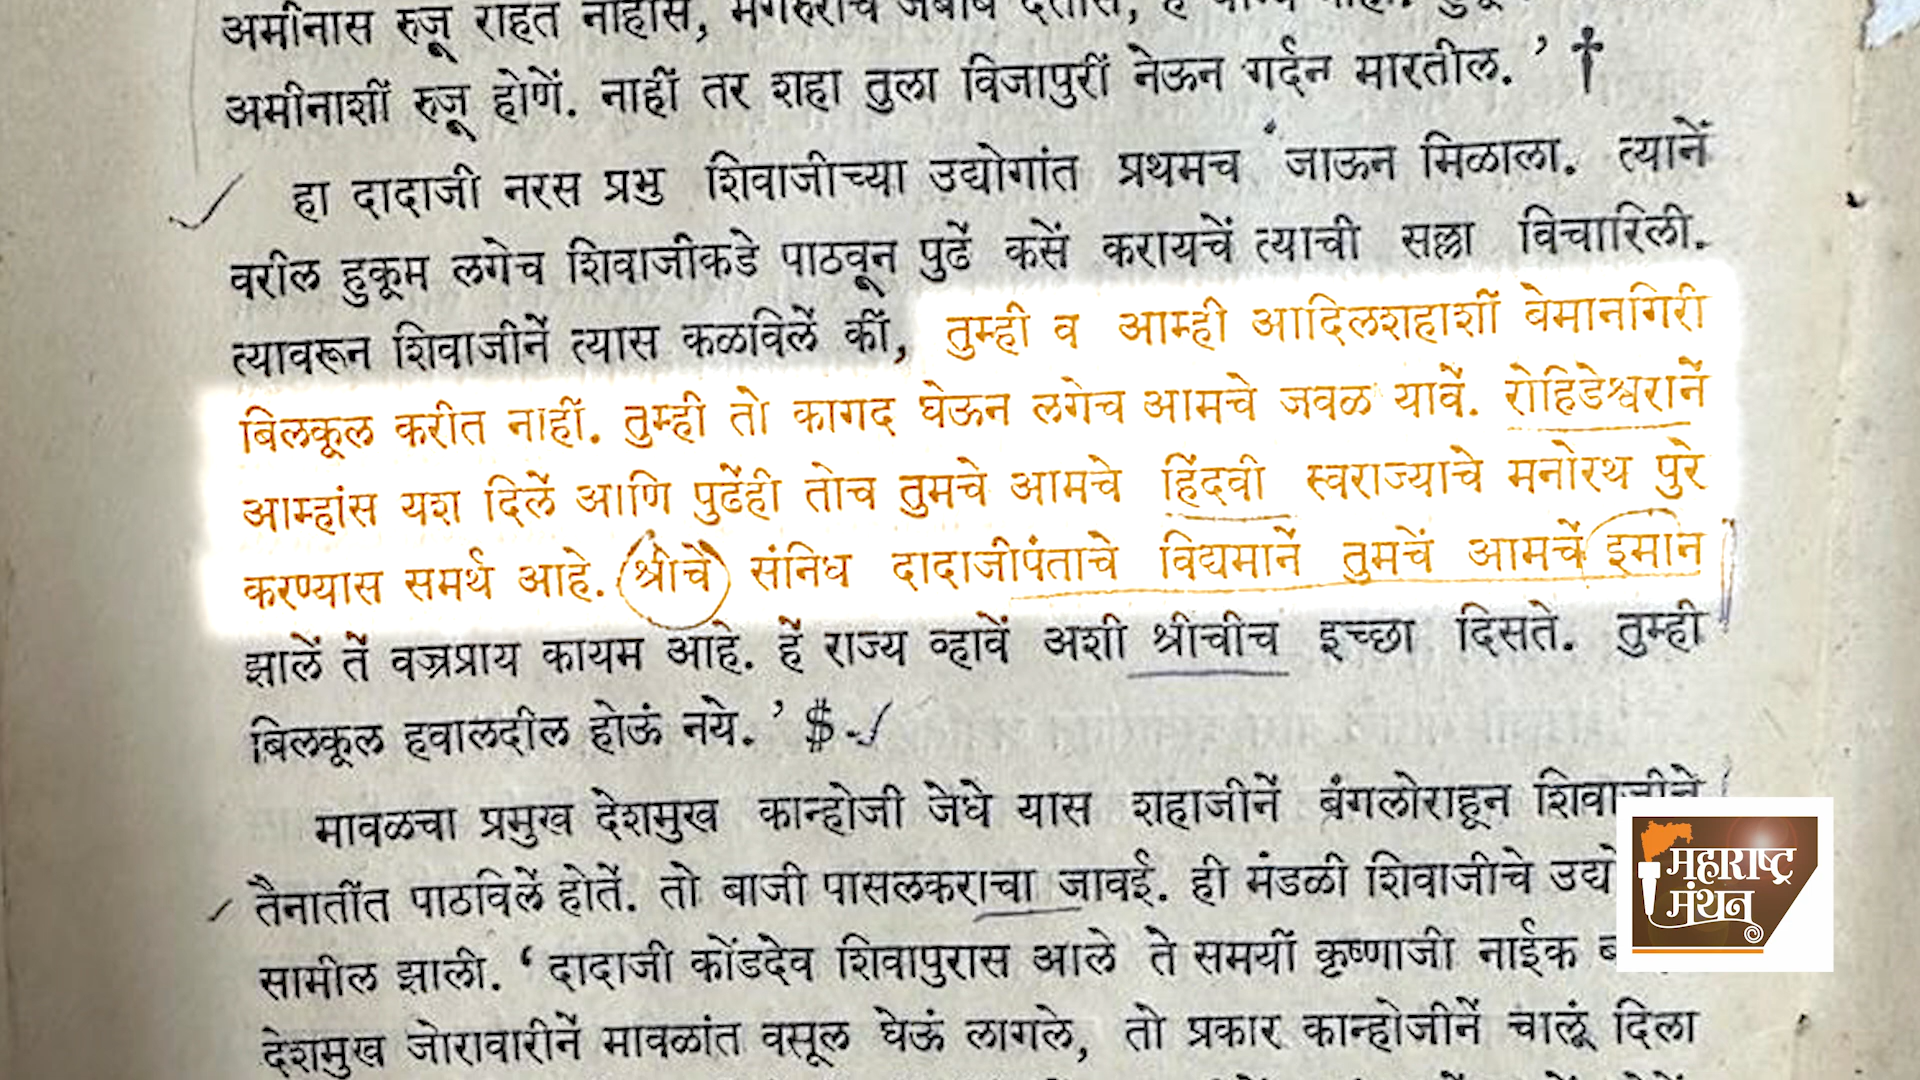 अमीनास रुजू राहत नाहीस,
अमीनाशीं रुजू होणें. नाहीं तर शहा तुला विजापुरीं नेऊन गर्दन मारतील. ’ †
हा दादाजी नरस प्रभु शिवाजीच्या उद्योगांत प्रथमच जाऊन मिळाला. त्यानें
वरील हुकूम लगेच शिवाजीकडे पाठवून पुढें कसें करायचें त्याची सल्ला विचारिली.
त्यावरून शिवाजीनें त्यास कळविलें कीं, तुम्ही व आम्ही आदिलशहाशीं बेमानगिरी
बिलकूल करीत नाहीं. तुम्ही तो कागद घेऊन लगेच आमचे जवळ यावें. रोहिडेश्वरानें
आम्हांस यश दिलें आणि पुढेंही तोच तुमचे आमचे हिंदवी स्वराज्याचे मनोरथ पुरे
करण्यास समर्थ आहे. श्रीचे संनिध दादाजीपंताचे विद्यमानें तुमचें आमचें इमान
झालें तें वज्रप्राय कायम आहे. हें राज्य व्हावें अशी श्रीचीच इच्छा दिसते. तुम्ही
बिलकूल हवालदील होऊं नये. ’ $
मावळचा प्रमुख देशमुख कान्होजी जेधे यास शहाजीनें बंगलोराहून शिवाजीचे
तैनातींत पाठविलें होतें. तो बाजी पासलकराचा जावई. ही मंडळी शिवाजीचे
सामील झाली. ‘ दादाजी कोंडदेव शिवापुरास आले ते समयीं कृष्णाजी नाईक
देशमुख जोरावारीनें मावळांत वसूल घेऊं लागले, तो प्रकार कान्होजीनें चालूं दिला
महाराष्ट्र
मंथन